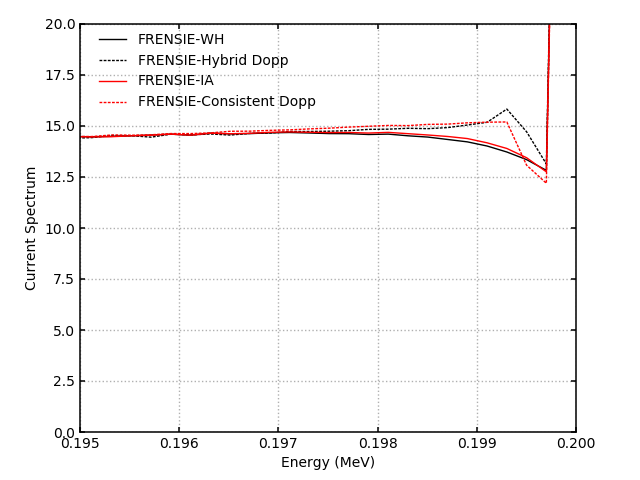 20.0
17.5
15.0
12.5
10.0
7.5
5.0
2.5
0.0
Current Spectrum
FRENSIE-WH
FRENSIE-Hybrid Dopp
FRENSIE-IA
FRENSIE-Consistent Dopp
0.195 0.196 0.197 0.198 0.199 0.200
Energy (MeV)